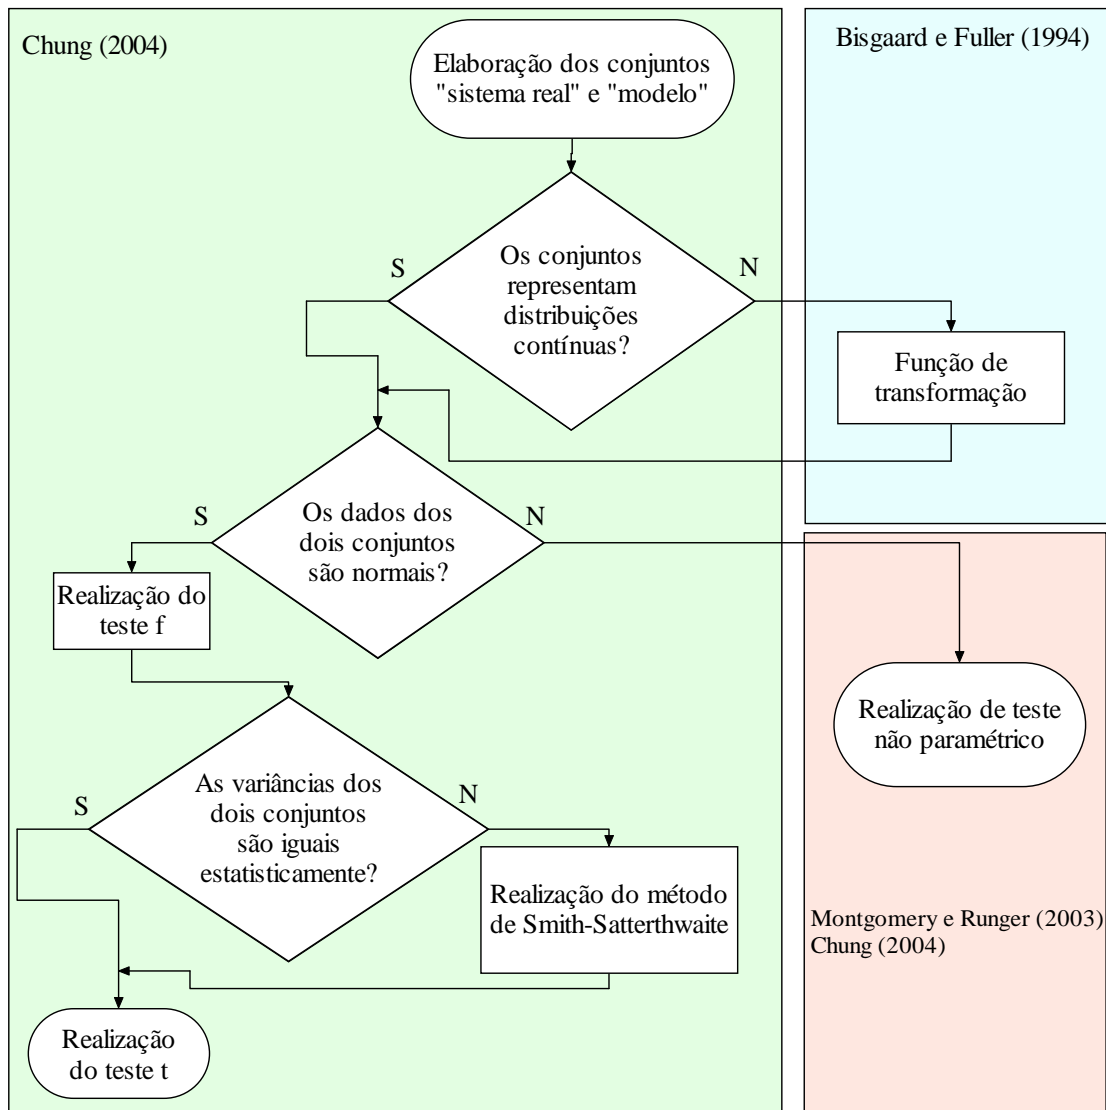 Chung (2004)
Bisgaard e Fuller (1994)
Elaboração dos conjuntos
"sistema real" e "modelo"
S
Os conjuntos
representam
distribuições
contínuas?
N
Função de
transformação
S
Os dados dos
dois conjuntos
são normais?
N
Realização do
teste f
Realização de teste
não paramétrico
S
As variâncias dos
dois conjuntos
são iguais
estatisticamente?
N
Realização do método
de Smith-Satterthwaite
Montgomery e Runger (2003)
Chung (2004)
Realização
do teste t